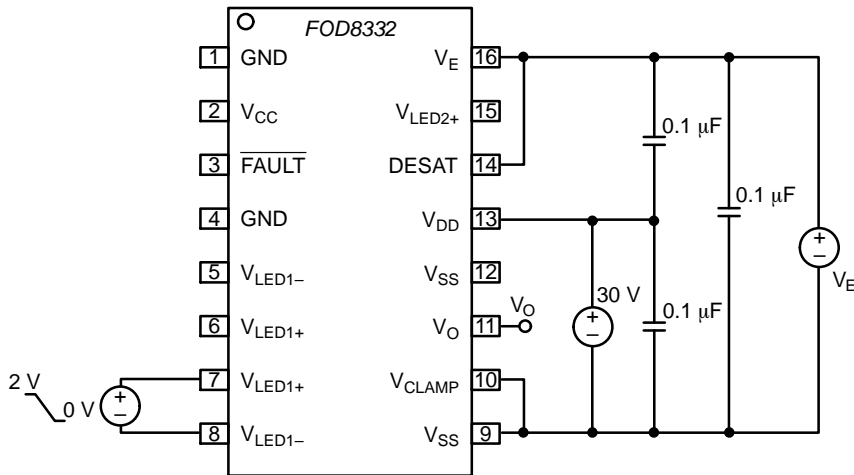 FOD8332
1 GND VE 16
2 VCC VLED2+ 15
0.1 μF
3 FAULT DESAT 14
0.1 μF
4 GND VDD 13
+
−
VE
5 VLED1− VSS 12
30 V
+
−
0.1 μF
6 VLED1+ VO 11 VO
2 V 0 V
+
−
7 VLED1+ VCLAMP 10
8 VLED1− VSS 9